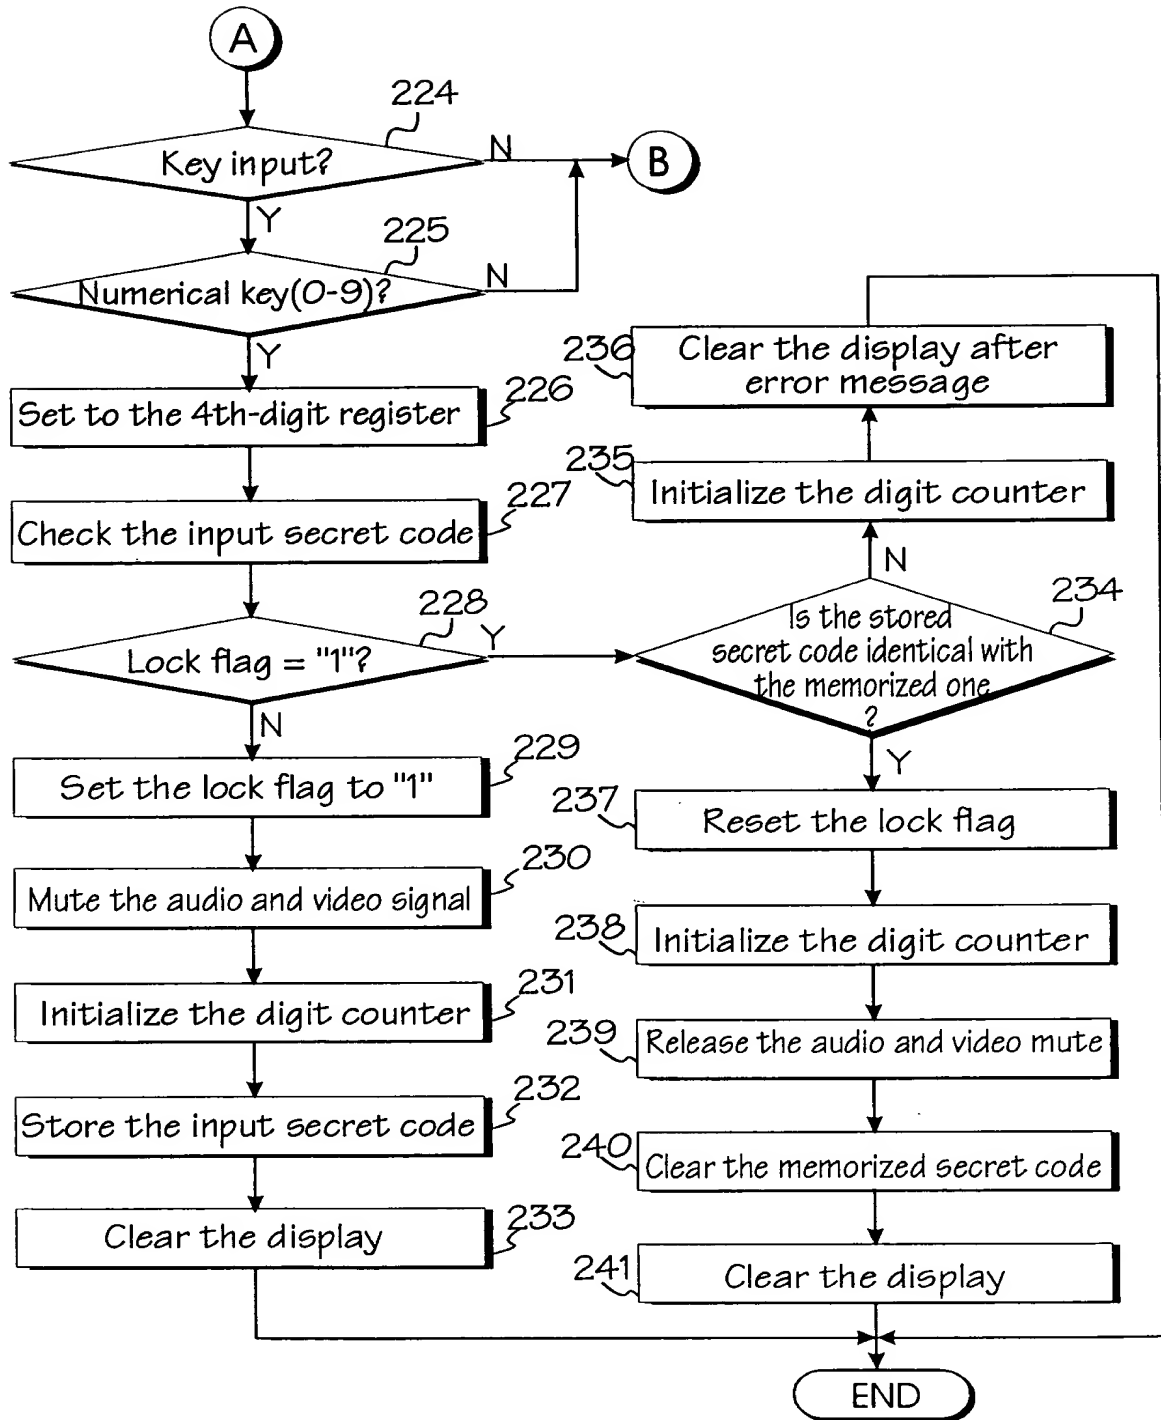 A
224
Key input?
N
B
Y
225
Numerical key(0-9)?
N
Y
Set to the 4th-digit register
226
Check the input secret code
227
228
Lock flag = "1"?
Y
N
Set the lock flag to "1"
229
Mute the audio and video signal
230
Initialize the digit counter
231
Store the input secret code
232
Clear the display
233
236
Clear the display after
error message
235
Initialize the digit counter
N
234
Is the stored
secret code identical with
the memorized one
?
Y
237
Reset the lock flag
238
Initialize the digit counter
239
Release the audio and video mute
240
Clear the memorized secret code
241
Clear the display
END